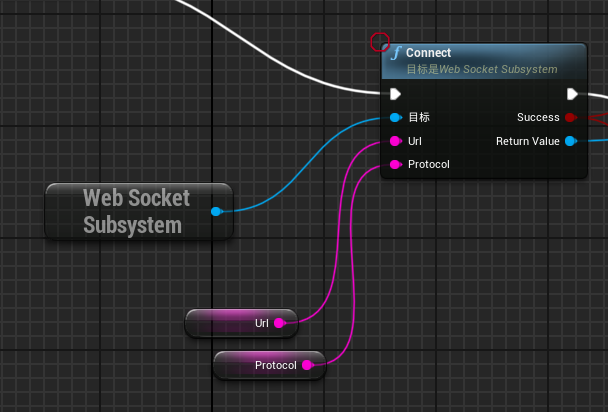 Connect
目标是Web Socket Subsystem
目标
Success
Url
Return Value
Protocol
Web Socket
Subsystem
Url
Protocol